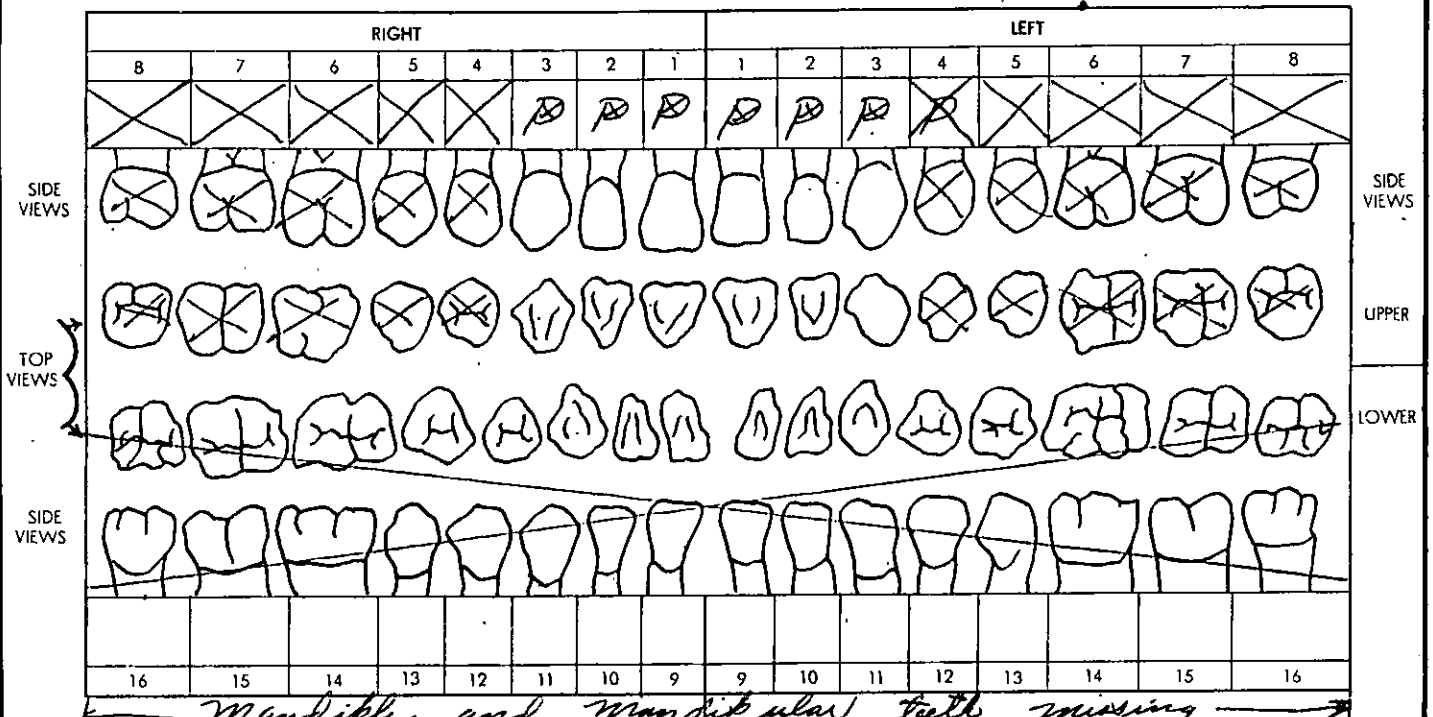 RIGHT LEFT
8 7 6 5 4 3 2 1 1 2 3 4 5 6 7 8
SIDE VIEWS SIDE VIEWS
UPPER
TOP VIEWS
LOWER
SIDE VIEWS
16 15 14 13 12 11 10 9 9 10 11 12 13 14 15 16
Mandible and Mandibular teeth missing